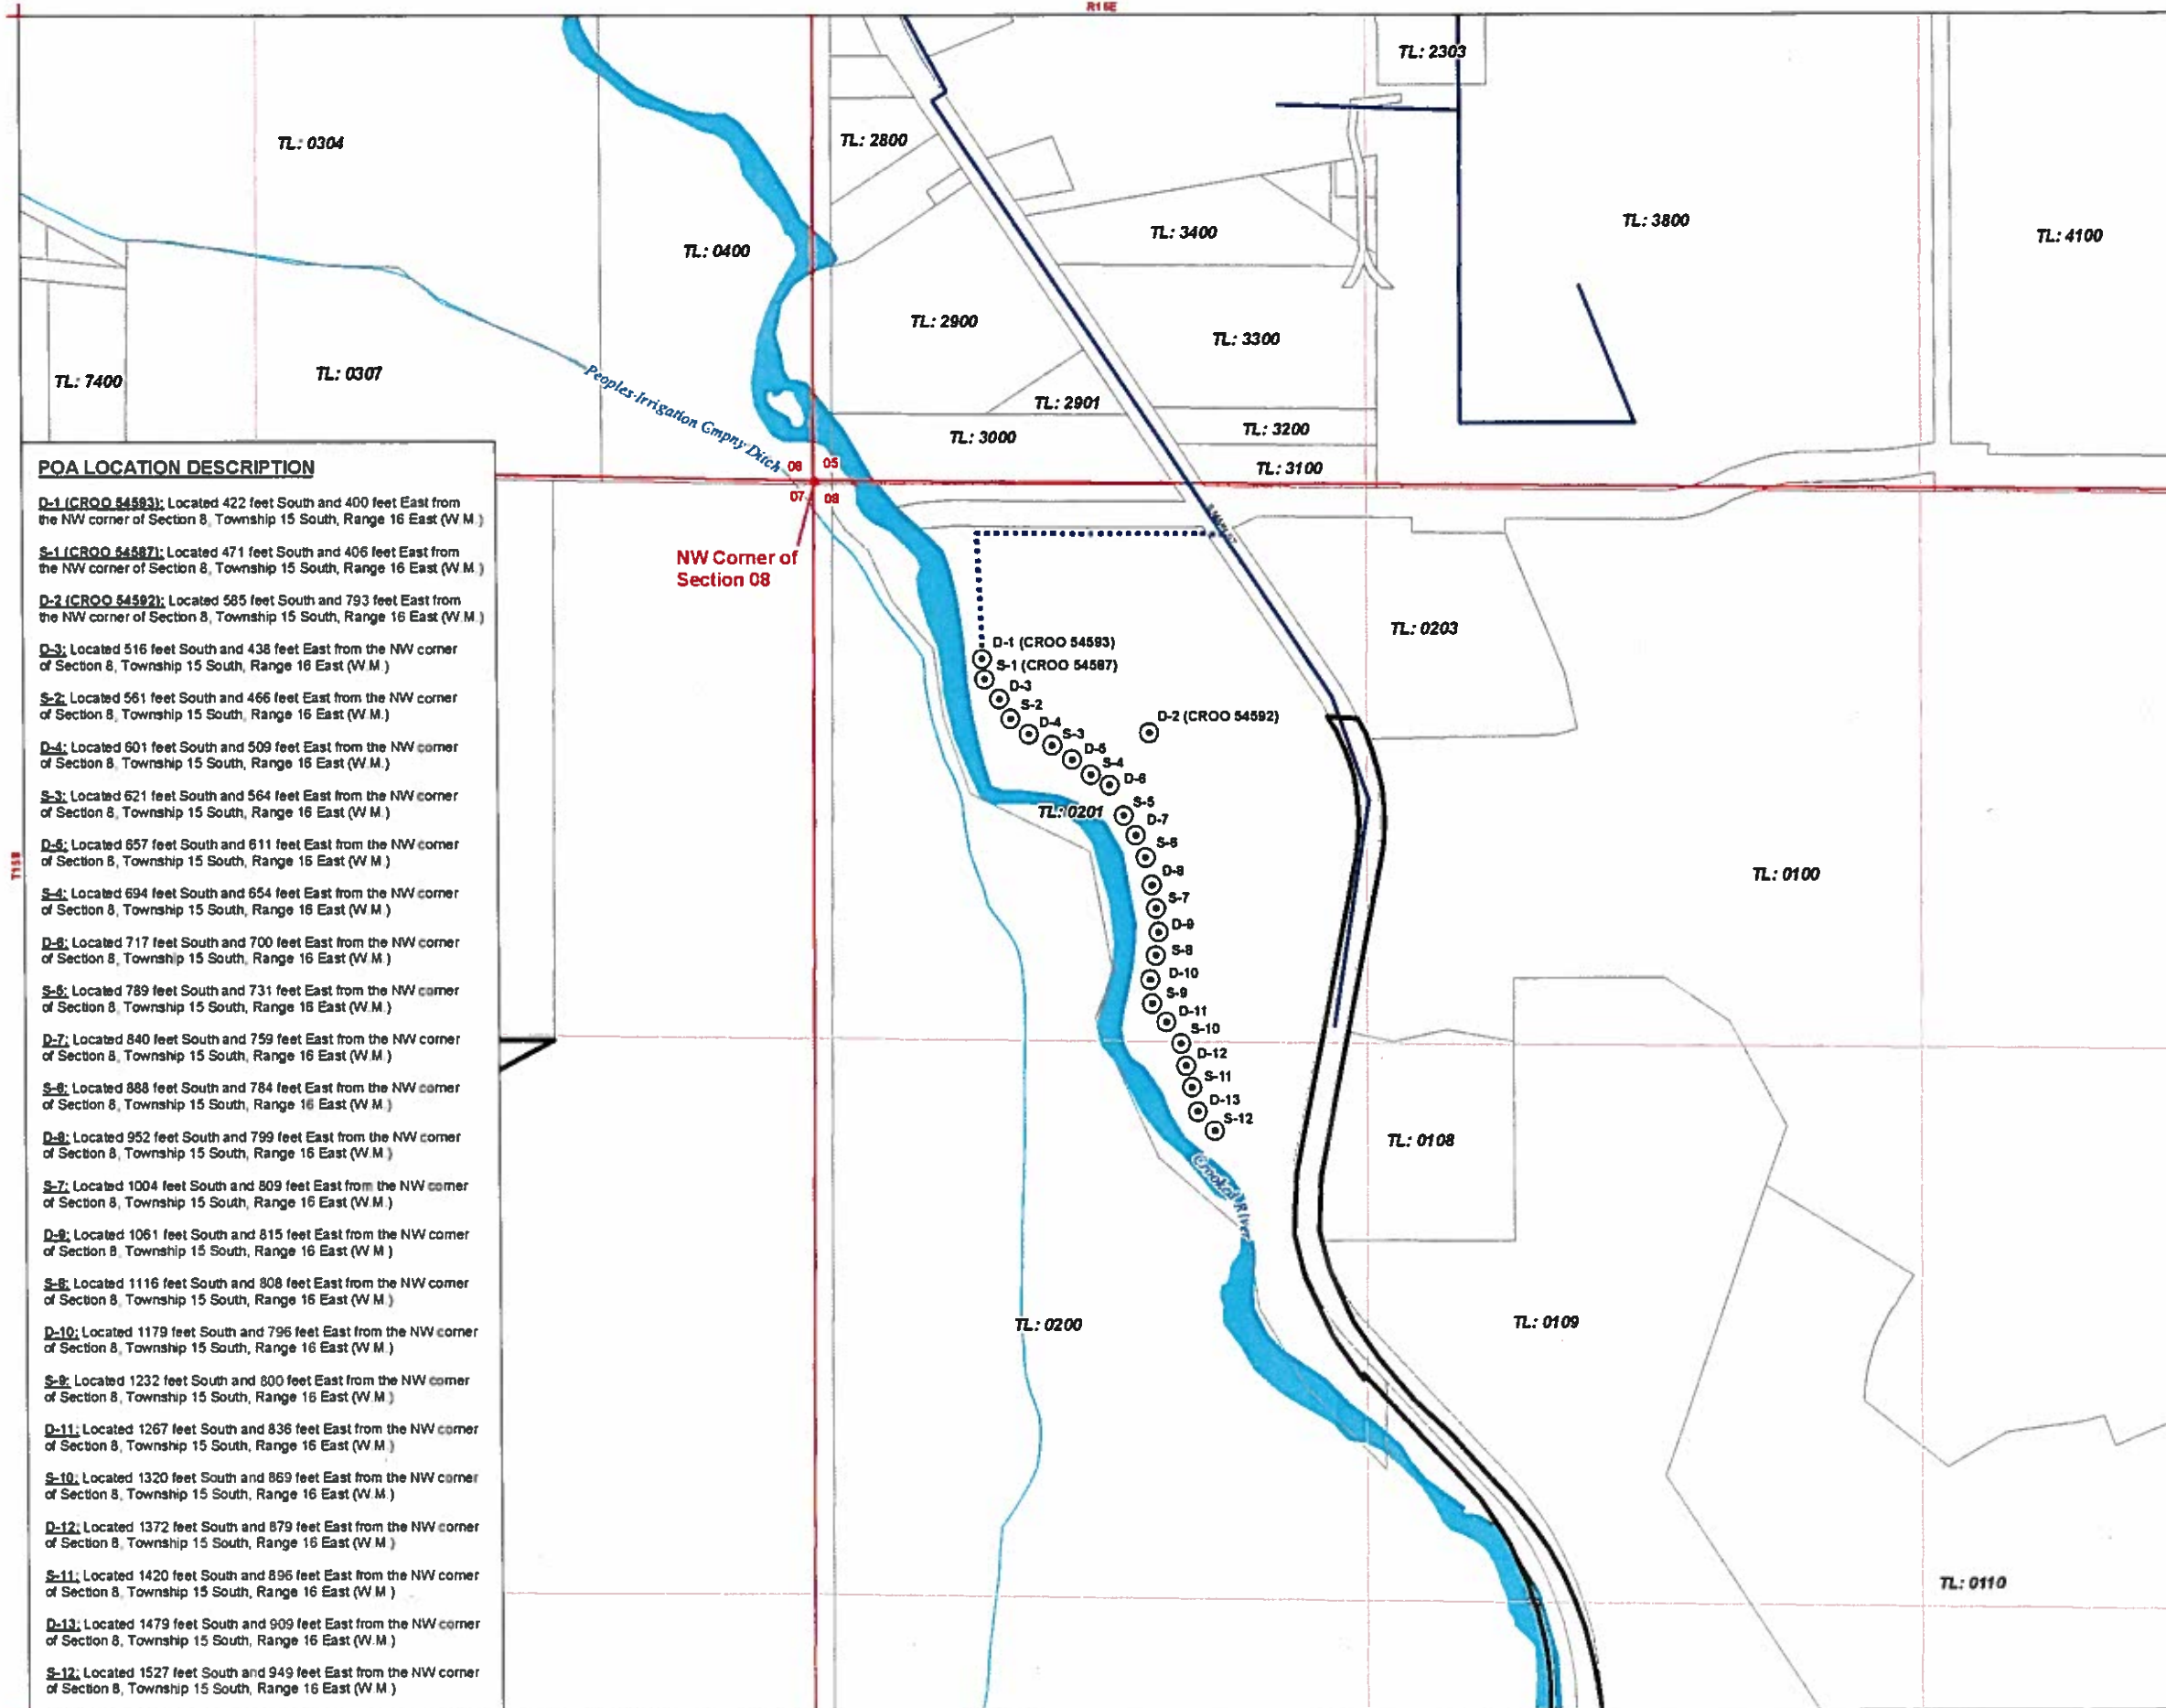 R16E
TL: 2303
TL: 0304
TL: 2800
TL: 3800
TL: 3400
TL: 4100
TL: 0400
TL: 2900
TL: 3300
TL: 7400
TL: 0307
Peoples Irrigation Cmpny Ditch
TL: 2901
TL: 3000
TL: 3200
TL: 3100
05
07 08
NW Corner of
Section 08
TL: 0203
D-1 (CROO 54593)
S-1 (CROO 54587)
D-3
S-2
D-4
S-3
D-5
S-4
D-6
D-2 (CROO 54592)
TL: 0201
S-5
D-7
S-6
D-8
S-7
D-9
S-8
D-10
S-9
D-11
S-10
D-12
S-11
D-13
S-12
Crooked River
TL: 0100
TL: 0108
TL: 0200
TL: 0109
TL: 0110
T15S
POA LOCATION DESCRIPTION
D-1 (CROO 54593): Located 422 feet South and 400 feet East from
the NW corner of Section 8, Township 15 South, Range 16 East (W.M.)
S-1 (CROO 54587): Located 471 feet South and 406 feet East from
the NW corner of Section 8, Township 15 South, Range 16 East (W.M.)
D-2 (CROO 54592): Located 585 feet South and 793 feet East from
the NW corner of Section 8, Township 15 South, Range 16 East (W.M.)
D-3: Located 516 feet South and 438 feet East from the NW corner
of Section 8, Township 15 South, Range 16 East (W.M.)
S-2: Located 561 feet South and 466 feet East from the NW corner
of Section 8, Township 15 South, Range 16 East (W.M.)
D-4: Located 601 feet South and 509 feet East from the NW corner
of Section 8, Township 15 South, Range 16 East (W.M.)
S-3: Located 621 feet South and 564 feet East from the NW corner
of Section 8, Township 15 South, Range 16 East (W.M.)
D-5: Located 657 feet South and 611 feet East from the NW corner
of Section 8, Township 15 South, Range 16 East (W.M.)
S-4: Located 694 feet South and 654 feet East from the NW corner
of Section 8, Township 15 South, Range 16 East (W.M.)
D-6: Located 717 feet South and 700 feet East from the NW corner
of Section 8, Township 15 South, Range 16 East (W.M.)
S-5: Located 789 feet South and 731 feet East from the NW corner
of Section 8, Township 15 South, Range 16 East (W.M.)
D-7: Located 840 feet South and 759 feet East from the NW corner
of Section 8, Township 15 South, Range 16 East (W.M.)
S-6: Located 888 feet South and 784 feet East from the NW corner
of Section 8, Township 15 South, Range 16 East (W.M.)
D-8: Located 952 feet South and 799 feet East from the NW corner
of Section 8, Township 15 South, Range 16 East (W.M.)
S-7: Located 1004 feet South and 809 feet East from the NW corner
of Section 8, Township 15 South, Range 16 East (W.M.)
D-9: Located 1061 feet South and 815 feet East from the NW corner
of Section 8, Township 15 South, Range 16 East (W.M.)
S-8: Located 1116 feet South and 808 feet East from the NW corner
of Section 8, Township 15 South, Range 16 East (W.M.)
D-10: Located 1179 feet South and 796 feet East from the NW corner
of Section 8, Township 15 South, Range 16 East (W.M.)
S-9: Located 1232 feet South and 800 feet East from the NW corner
of Section 8, Township 15 South, Range 16 East (W.M.)
D-11: Located 1267 feet South and 836 feet East from the NW corner
of Section 8, Township 15 South, Range 16 East (W.M.)
S-10: Located 1320 feet South and 869 feet East from the NW corner
of Section 8, Township 15 South, Range 16 East (W.M.)
D-12: Located 1372 feet South and 879 feet East from the NW corner
of Section 8, Township 15 South, Range 16 East (W.M.)
S-11: Located 1420 feet South and 896 feet East from the NW corner
of Section 8, Township 15 South, Range 16 East (W.M.)
D-13: Located 1479 feet South and 909 feet East from the NW corner
of Section 8, Township 15 South, Range 16 East (W.M.)
S-12: Located 1527 feet South and 949 feet East from the NW corner
of Section 8, Township 15 South, Range 16 East (W.M.)